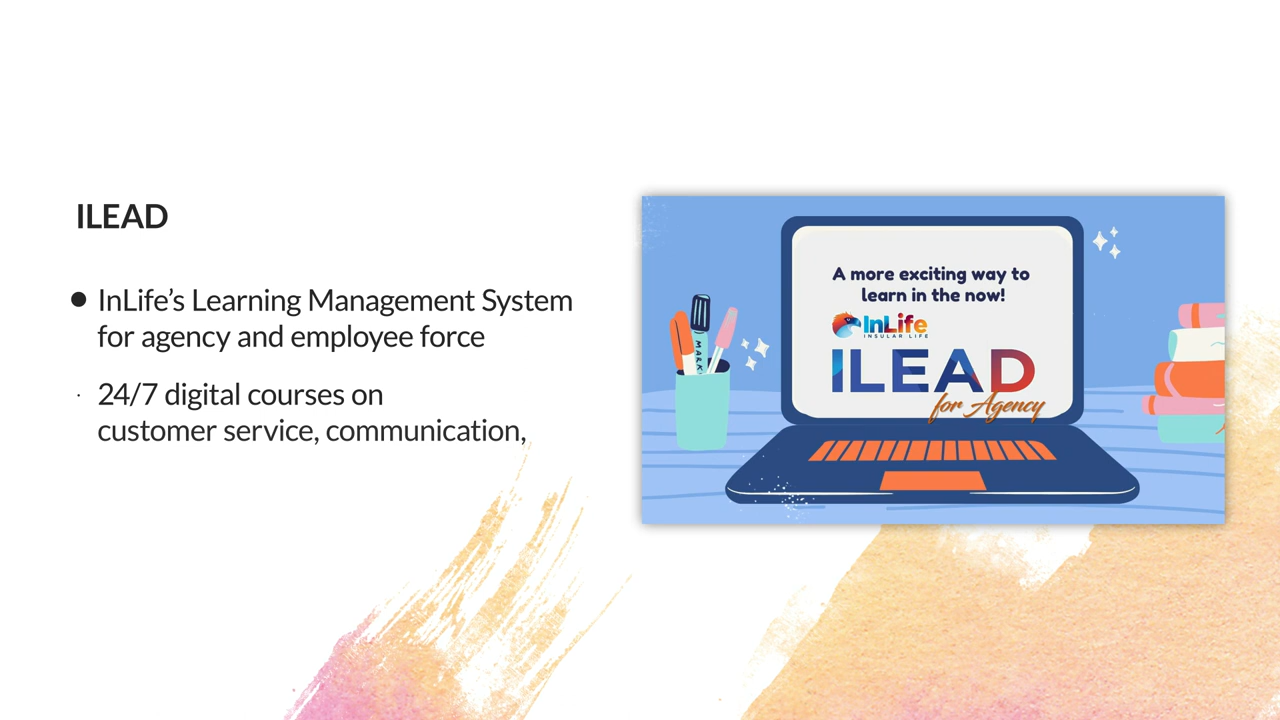 ILEAD
● InLife’s Learning Management System
for agency and employee force
· 24/7 digital courses on
customer service, communication,
A more exciting way to
learn in the now!
InLife
INSULAR LIFE
ILEAD
for Agency
MARK